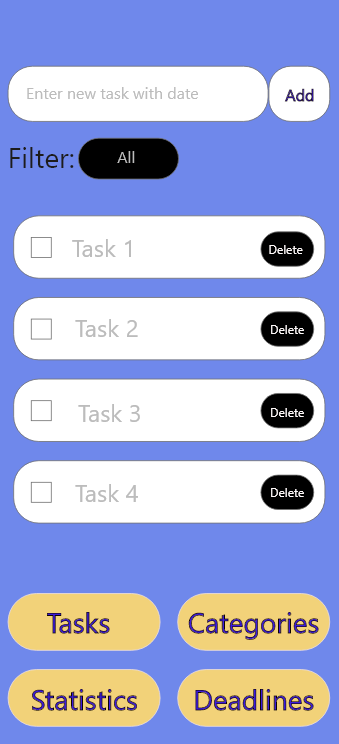 Enter new task with date Add
Filter: All
Task 1 Delete
Task 2 Delete
Task 3 Delete
Task 4 Delete
Tasks Categories
Statistics Deadlines